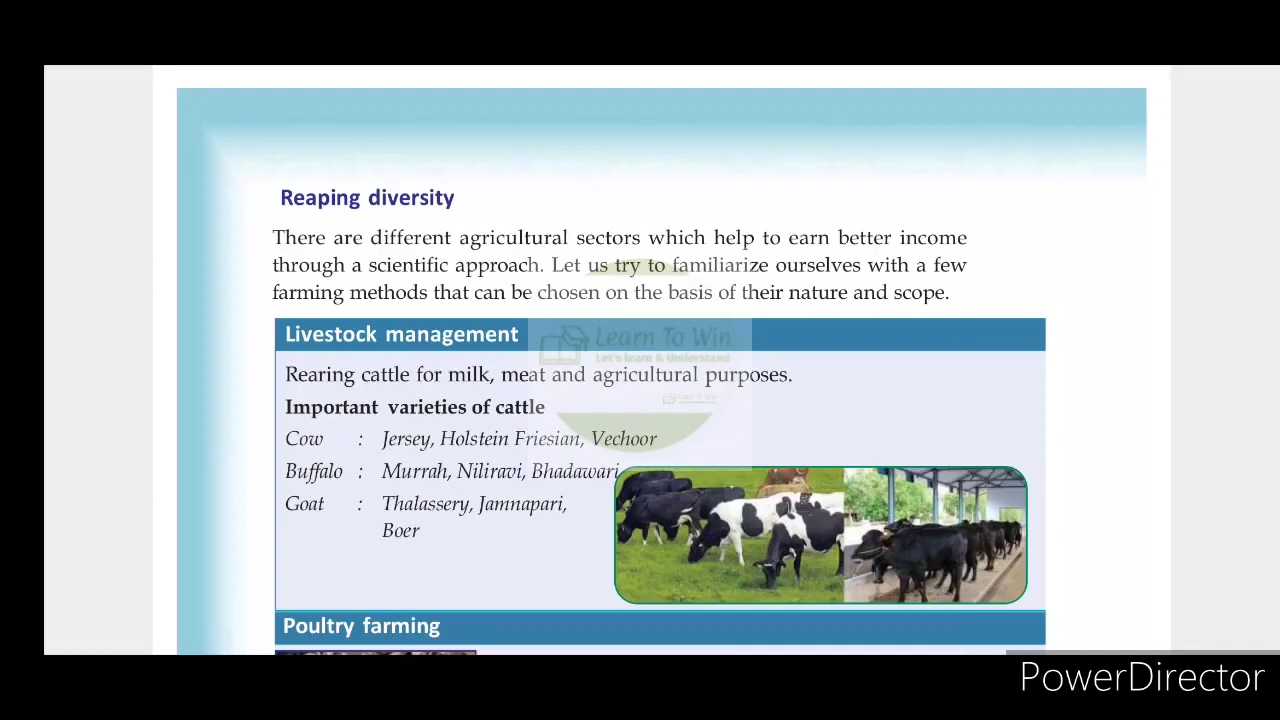 Reaping diversity
There are different agricultural sectors which help to earn better income
through a scientific approach. Let us try to familiarize ourselves with a few
farming methods that can be chosen on the basis of their nature and scope.
Livestock management
Learn To Win
Let's learn & Understand
Rearing cattle for milk, meat and agricultural purposes.
Important varieties of cattle
Cow : Jersey, Holstein Friesian, Vechoor
Buffalo : Murrah, Niliravi, Bhadawari
Goat : Thalassery, Jamnapari,
Boer
Poultry farming
PowerDirector